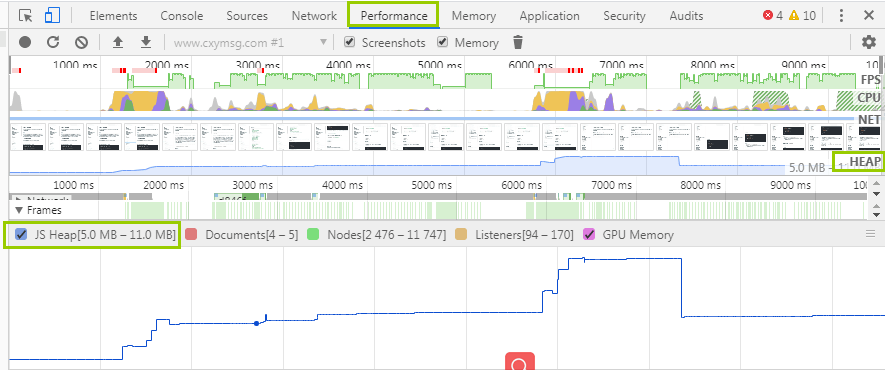 Elements Console Sources Network Performance Memory Application Security Audits 4 10
www.cxymsg.com #1 Screenshots Memory
1000 ms 2000 ms 3000 ms 4000 ms 5000 ms 6000 ms 7000 ms 8000 ms 9000 ms
FPS
CPU
NET
HEAP
5.0 MB – 1
1000 ms 2000 ms 3000 ms 4000 ms 5000 ms 6000 ms 7000 ms 8000 ms 9000 ms 100
Network
Frames
JS Heap[5.0 MB – 11.0 MB] Documents[4 – 5] Nodes[2 476 – 11 747] Listeners[94 – 170] GPU Memory